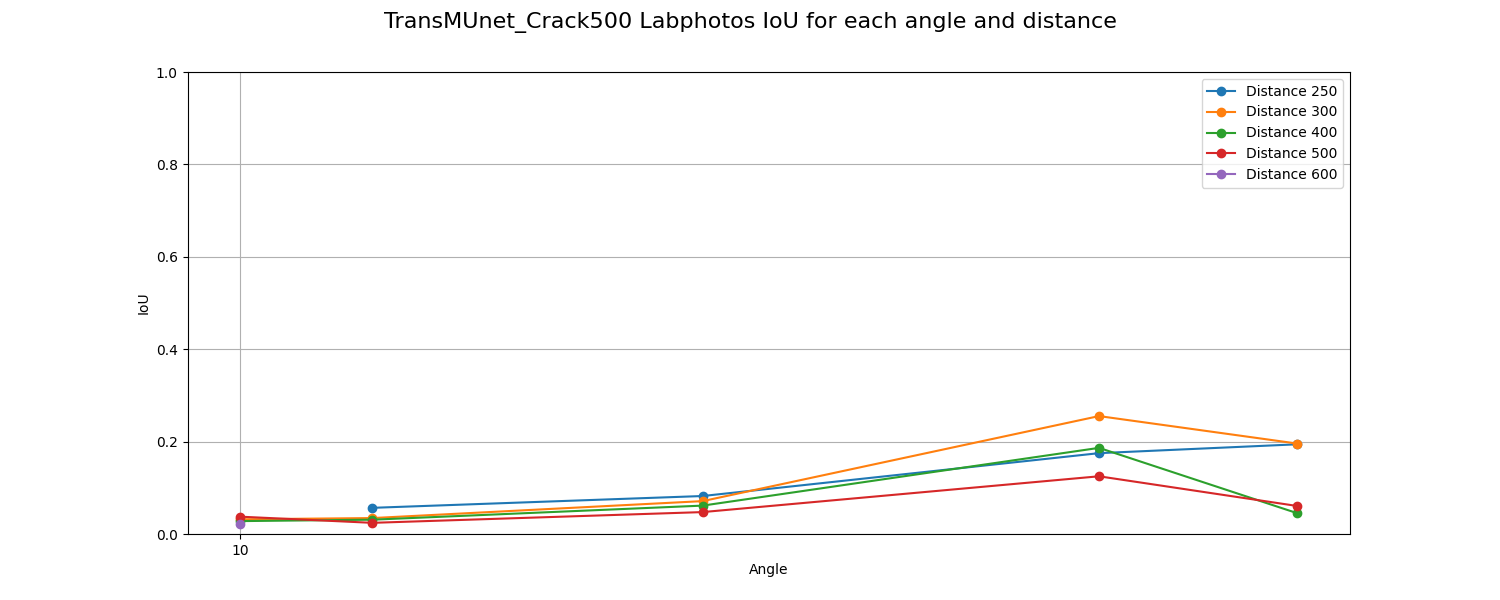 TransMUnet_Crack500 Labphotos IoU for each angle and distance
1.0
0.8
0.6
0.4
0.2
0.0
IoU
10
Angle
Distance 250
Distance 300
Distance 400
Distance 500
Distance 600